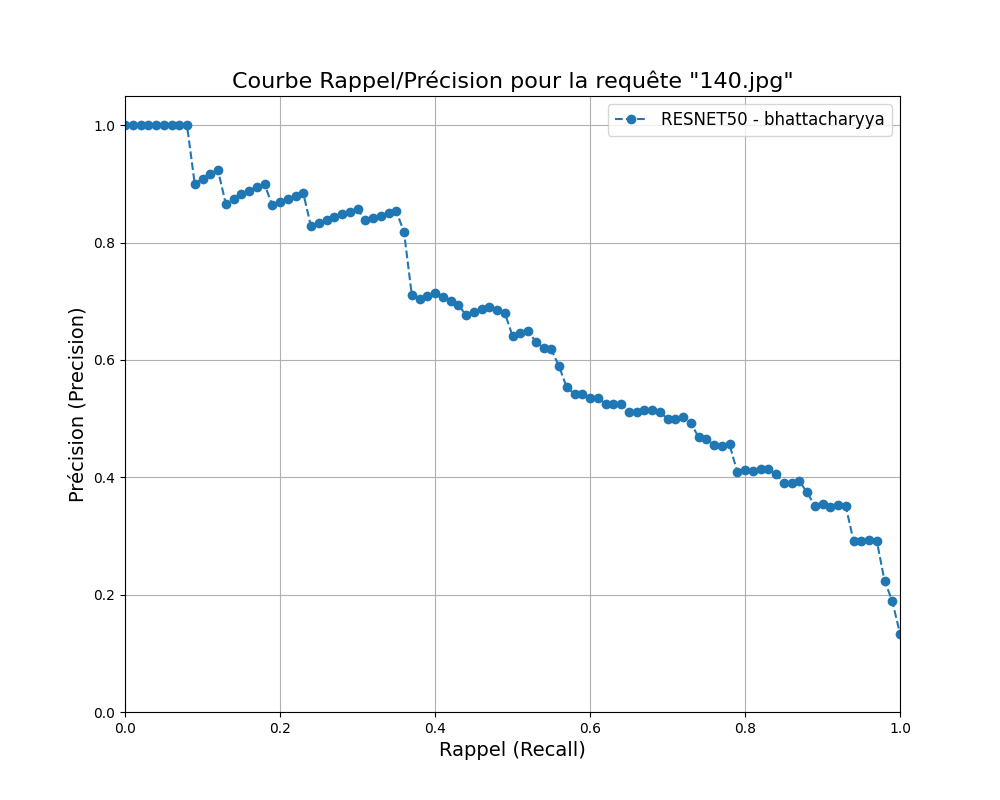 Courbe Rappel/Précision pour la requête "140.jpg"
RESNET50 - bhattacharyya
1.0
0.8
0.6
0.4
0.2
0.0
Précision (Precision)
0.0 0.2 0.4 0.6 0.8 1.0
Rappel (Recall)